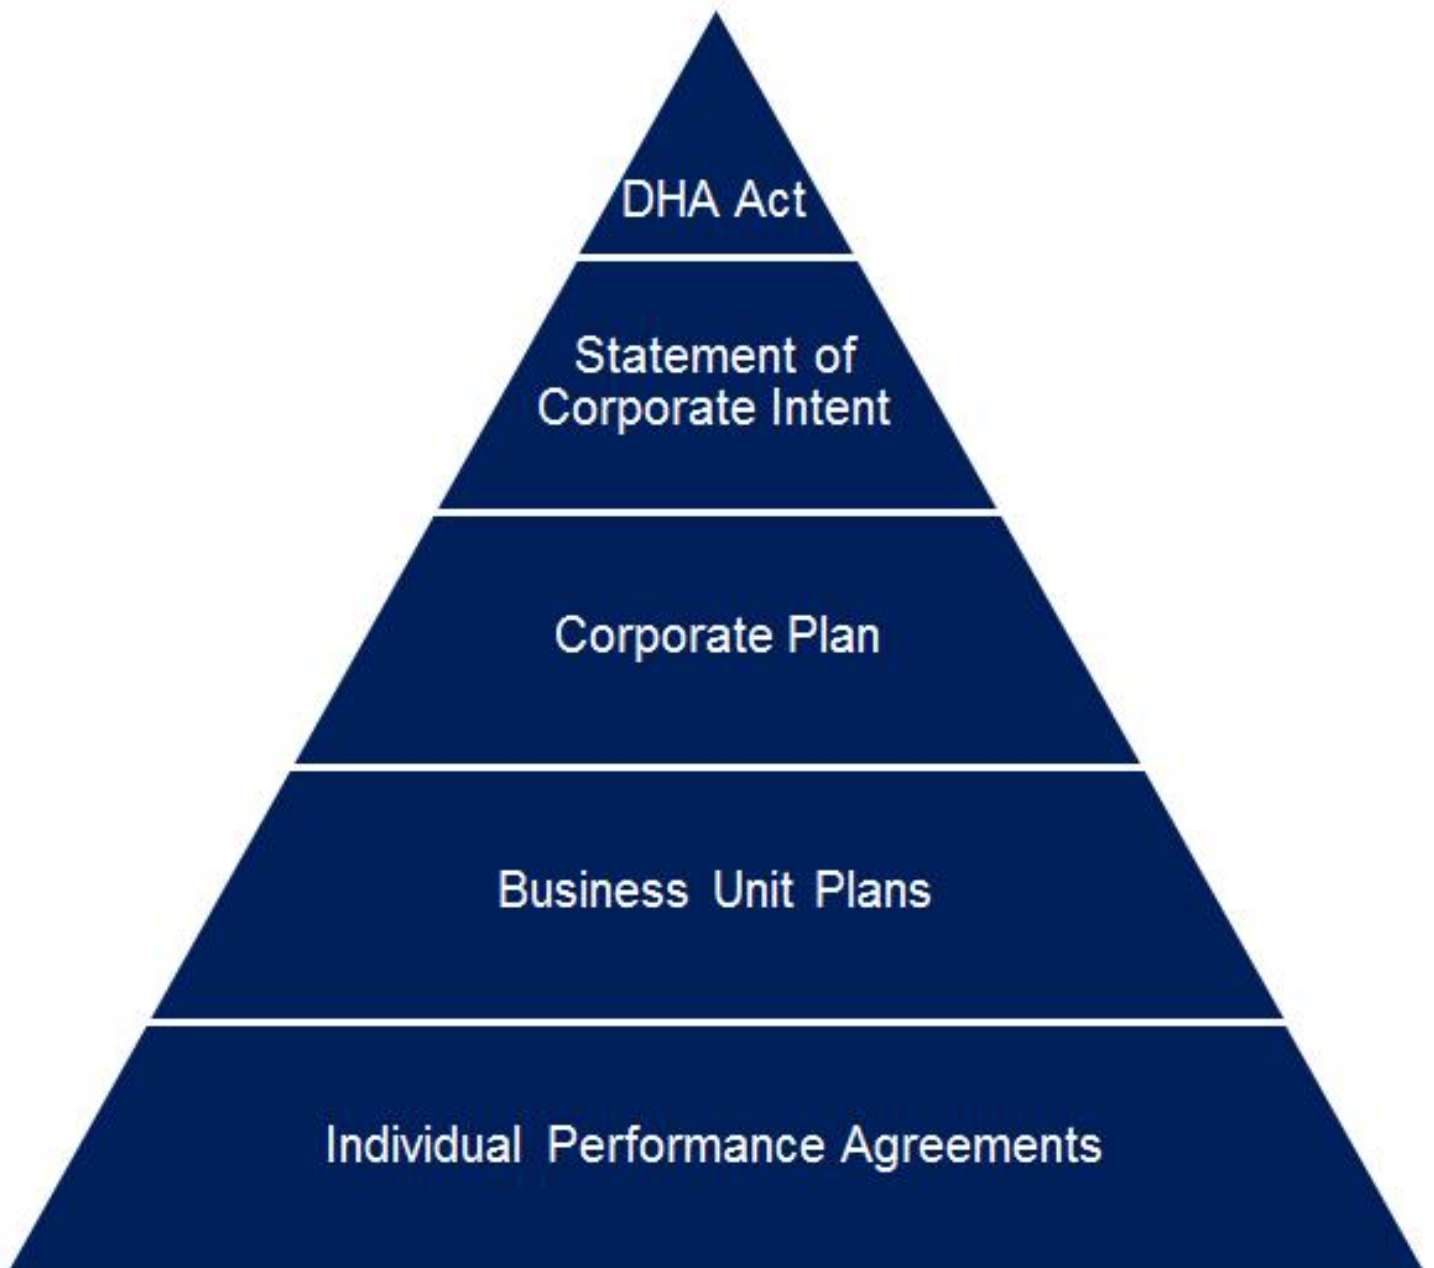 DHA Act
Statement of
Corporate Intent
Corporate Plan
Business Unit Plans
Individual Performance Agreements